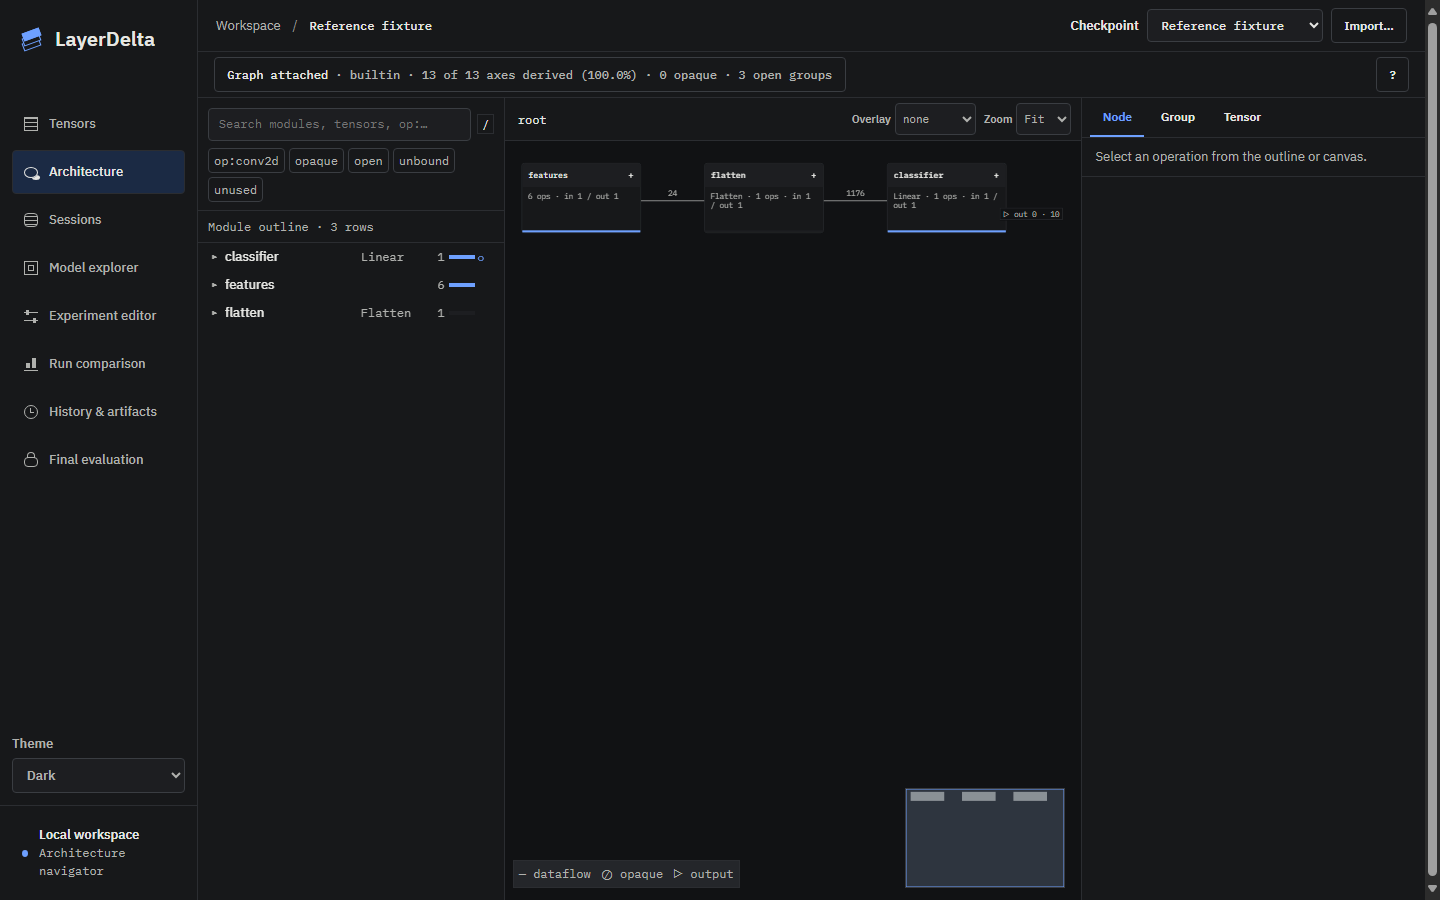 LayerDelta
Tensors
Architecture
Sessions
Model explorer
Experiment editor
Run comparison
History & artifacts
Final evaluation
Theme
Dark
Local workspace
Architecture
navigator
Workspace / Reference fixture
Checkpoint
Reference fixture
Import...
Graph attached · builtin · 13 of 13 axes derived (100.0%) · 0 opaque · 3 open groups
?
Search modules, tensors, op:…
/
op:conv2d
opaque
open
unbound
unused
Module outline · 3 rows
▸ classifier Linear 1
▸ features 6
▸ flatten Flatten 1
root
Overlay
none
Zoom
Fit
features +
6 ops · in 1 / out 1
24
flatten +
Flatten · 1 ops · in 1
/ out 1
1176
classifier +
Linear · 1 ops · in 1 /
out 1
▷ out 0 · 10
— dataflow ⊘ opaque ▷ output
Node
Group
Tensor
Select an operation from the outline or canvas.